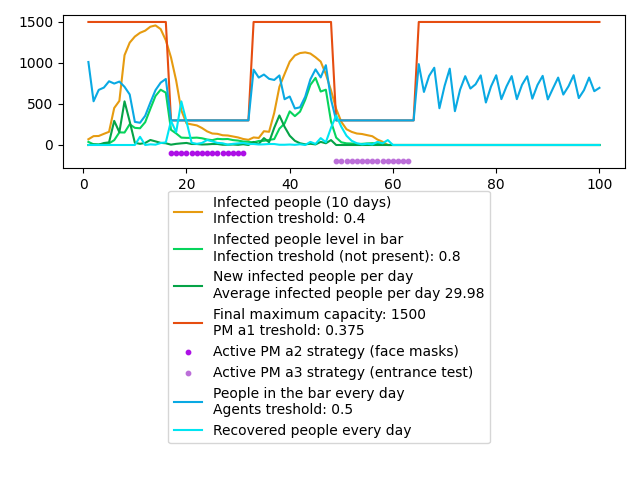 1500
1000
500
0
0 20 40 60 80 100
Infected people (10 days)
Infection treshold: 0.4
Infected people level in bar
Infection treshold (not present): 0.8
New infected people per day
Average infected people per day 29.98
Final maximum capacity: 1500
PM a1 treshold: 0.375
Active PM a2 strategy (face masks)
Active PM a3 strategy (entrance test)
People in the bar every day
Agents treshold: 0.5
Recovered people every day